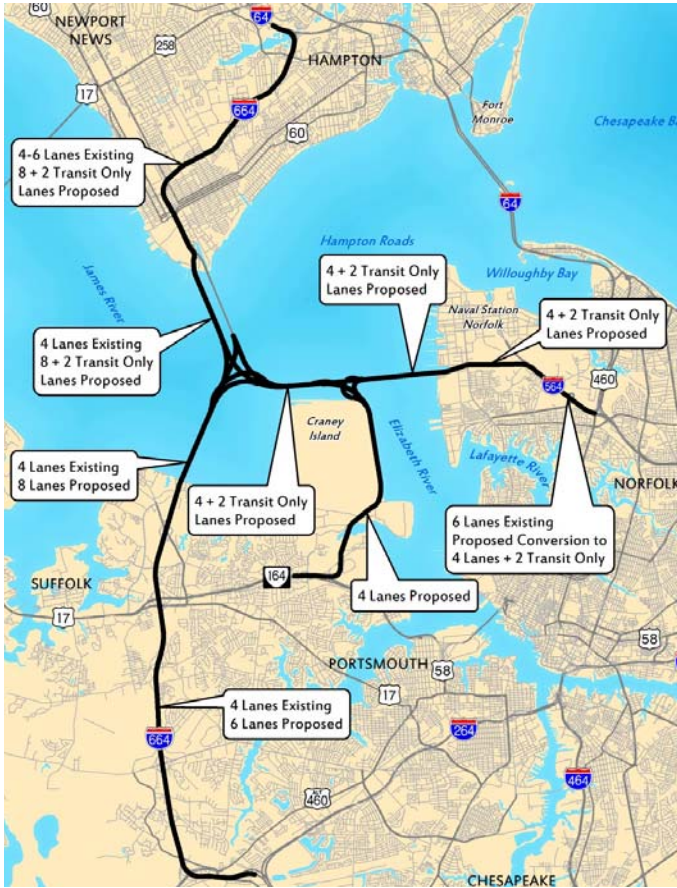 60
64
NEWPORT
NEWS
258
HAMPTON
17
664
60
Fort
Monroe
Chesapeake Ba
4-6 Lanes Existing
8 + 2 Transit Only
Lanes Proposed
64
Hampton Roads
Willoughby Bay
James River
4 + 2 Transit Only
Lanes Proposed
Naval Station
Norfolk
4 + 2 Transit Only
Lanes Proposed
4 Lanes Existing
8 + 2 Transit Only
Lanes Proposed
564
460
Craney
Island
Elizabeth River
Lafayette River
4 Lanes Existing
8 Lanes Proposed
NORFOLK
4 + 2 Transit Only
Lanes Proposed
6 Lanes Existing
Proposed Conversion to
4 Lanes + 2 Transit Only
164
SUFFOLK
4 Lanes Proposed
17
58
PORTSMOUTH
58
17
4 Lanes Existing
6 Lanes Proposed
664
264
464
ALT
460
CHESAPEAKE